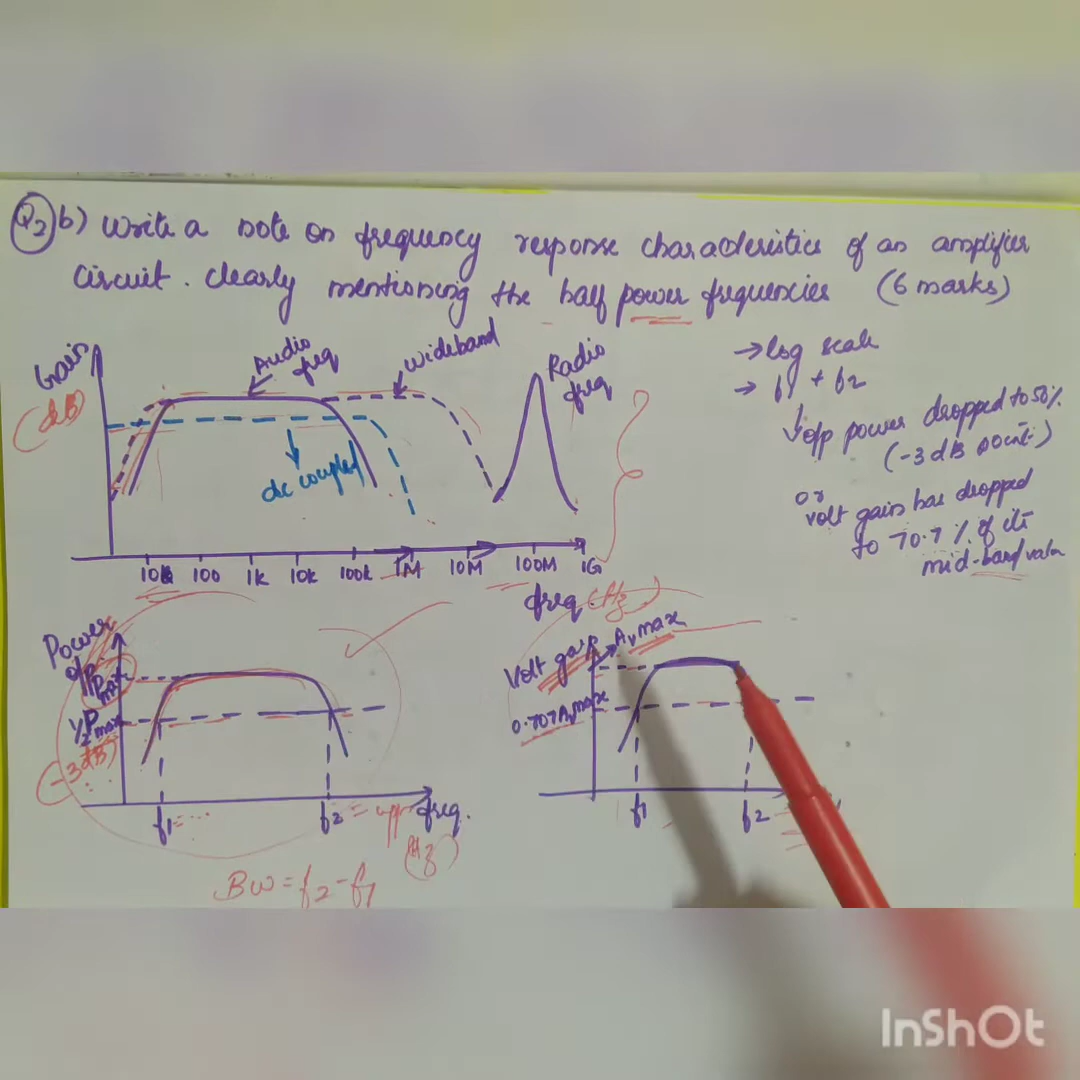 Q2 b) Write a note on frequency response characteristics of an amplifier
circuit. clearly mentioning the half power frequencies (6 marks)
Gain
(dB)
Audio
freq
wideband
Radio
freq
dc coupled
10 100 1k 10k 100k 1M 10M 100M 1G
freq (Hz)
→ log scale
→ f1 + f2
↓ o/p power dropped to 50%
(-3dB point)
or
volt gain has dropped
to 70.7% of its
mid-band value
Power
o/p
Pmax
1/2 Pmax
(-3dB)
f1 = ...
f2 =
freq.
(Hz)
BW = f2 - f1
Volt gain
Av max
0.707 Av max
f1
f2
InShOt